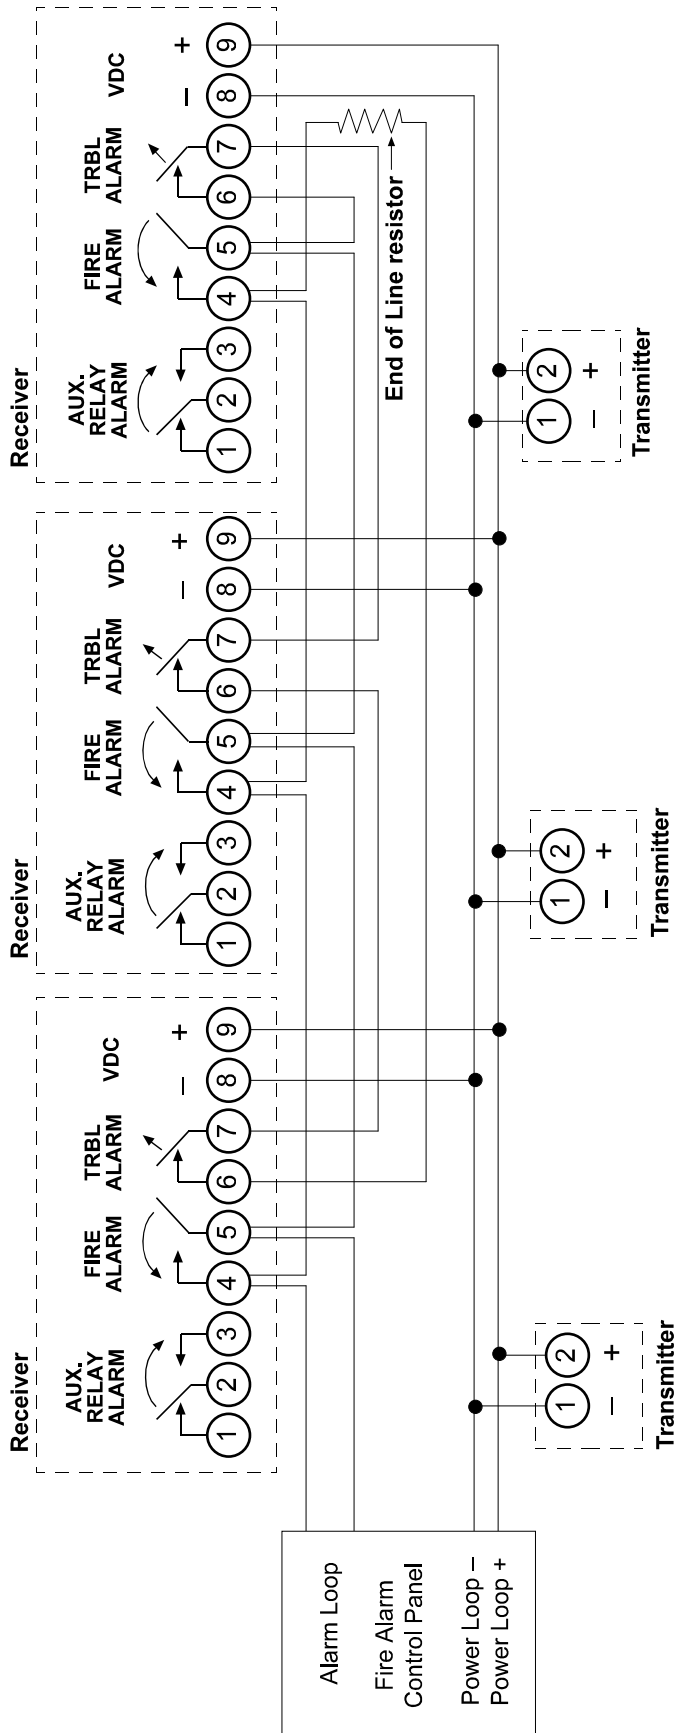 Receiver
AUX.
RELAY
ALARM
FIRE
ALARM
TRBL
ALARM
VDC
– +
1 2 3 4 5 6 7 8 9
Receiver
AUX.
RELAY
ALARM
FIRE
ALARM
TRBL
ALARM
VDC
– +
1 2 3 4 5 6 7 8 9
Receiver
AUX.
RELAY
ALARM
FIRE
ALARM
TRBL
ALARM
VDC
– +
1 2 3 4 5 6 7 8 9
Alarm Loop
Fire Alarm
Control Panel
Power Loop –
Power Loop +
End of Line resistor
1 2
– +
Transmitter
1 2
– +
Transmitter
1 2
– +
Transmitter